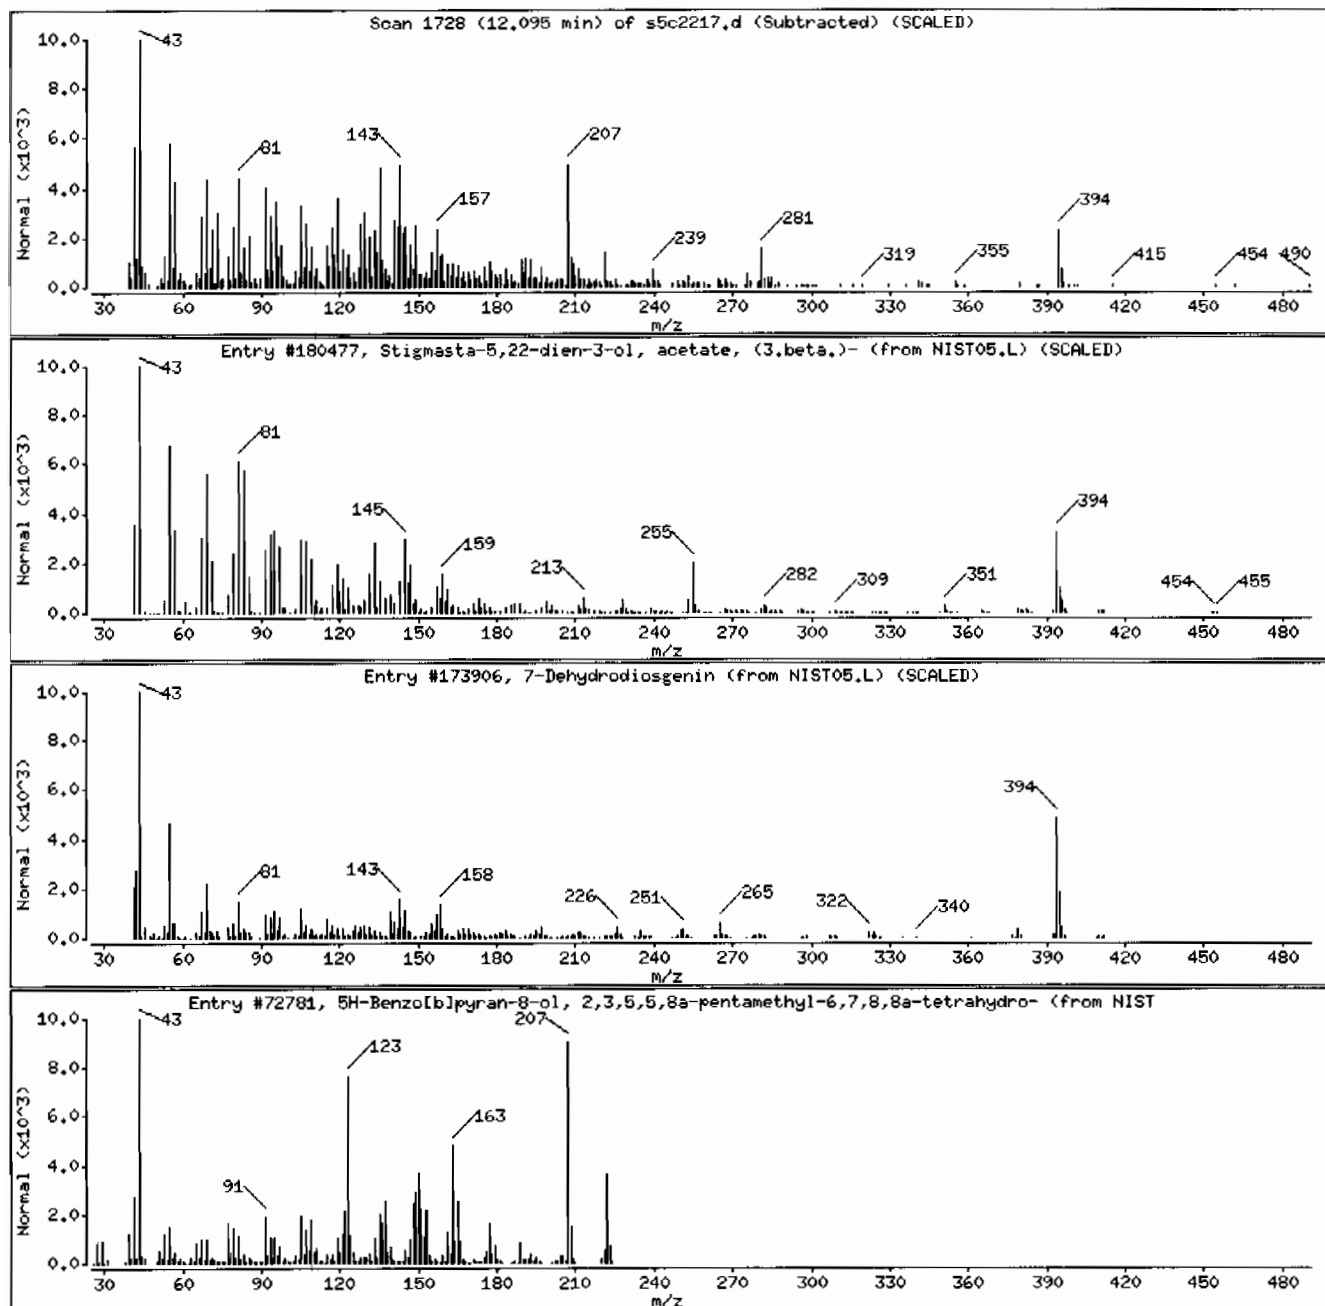 Scan 1728 (12.095 min) of s5c2217.d (Subtracted) (SCALED)
10.0
8.0
6.0
4.0
2.0
0.0
Normal (x10^3)
43 81 143 157 207 239 281 319 355 394 415 454 490
30 60 90 120 150 180 210 240 270 300 330 360 390 420 450 480
m/z
Entry #180477, Stigmasta-5,22-dien-3-ol, acetate, (3.beta.)- (from NIST05.L) (SCALED)
10.0
8.0
6.0
4.0
2.0
0.0
Normal (x10^3)
43 81 145 159 213 255 282 309 351 394 454 455
30 60 90 120 150 180 210 240 270 300 330 360 390 420 450 480
m/z
Entry #173906, 7-Dehydrodiosgenin (from NIST05.L) (SCALED)
10.0
8.0
6.0
4.0
2.0
0.0
Normal (x10^3)
43 81 143 158 226 251 265 322 340 394
30 60 90 120 150 180 210 240 270 300 330 360 390 420 450 480
m/z
Entry #72781, 5H-Benzo[b]pyran-8-ol, 2,3,5,5,8a-pentamethyl-6,7,8,8a-tetrahydro- (from NIST
10.0
8.0
6.0
4.0
2.0
0.0
Normal (x10^3)
43 91 123 163 207
30 60 90 120 150 180 210 240 270 300 330 360 390 420 450 480
m/z